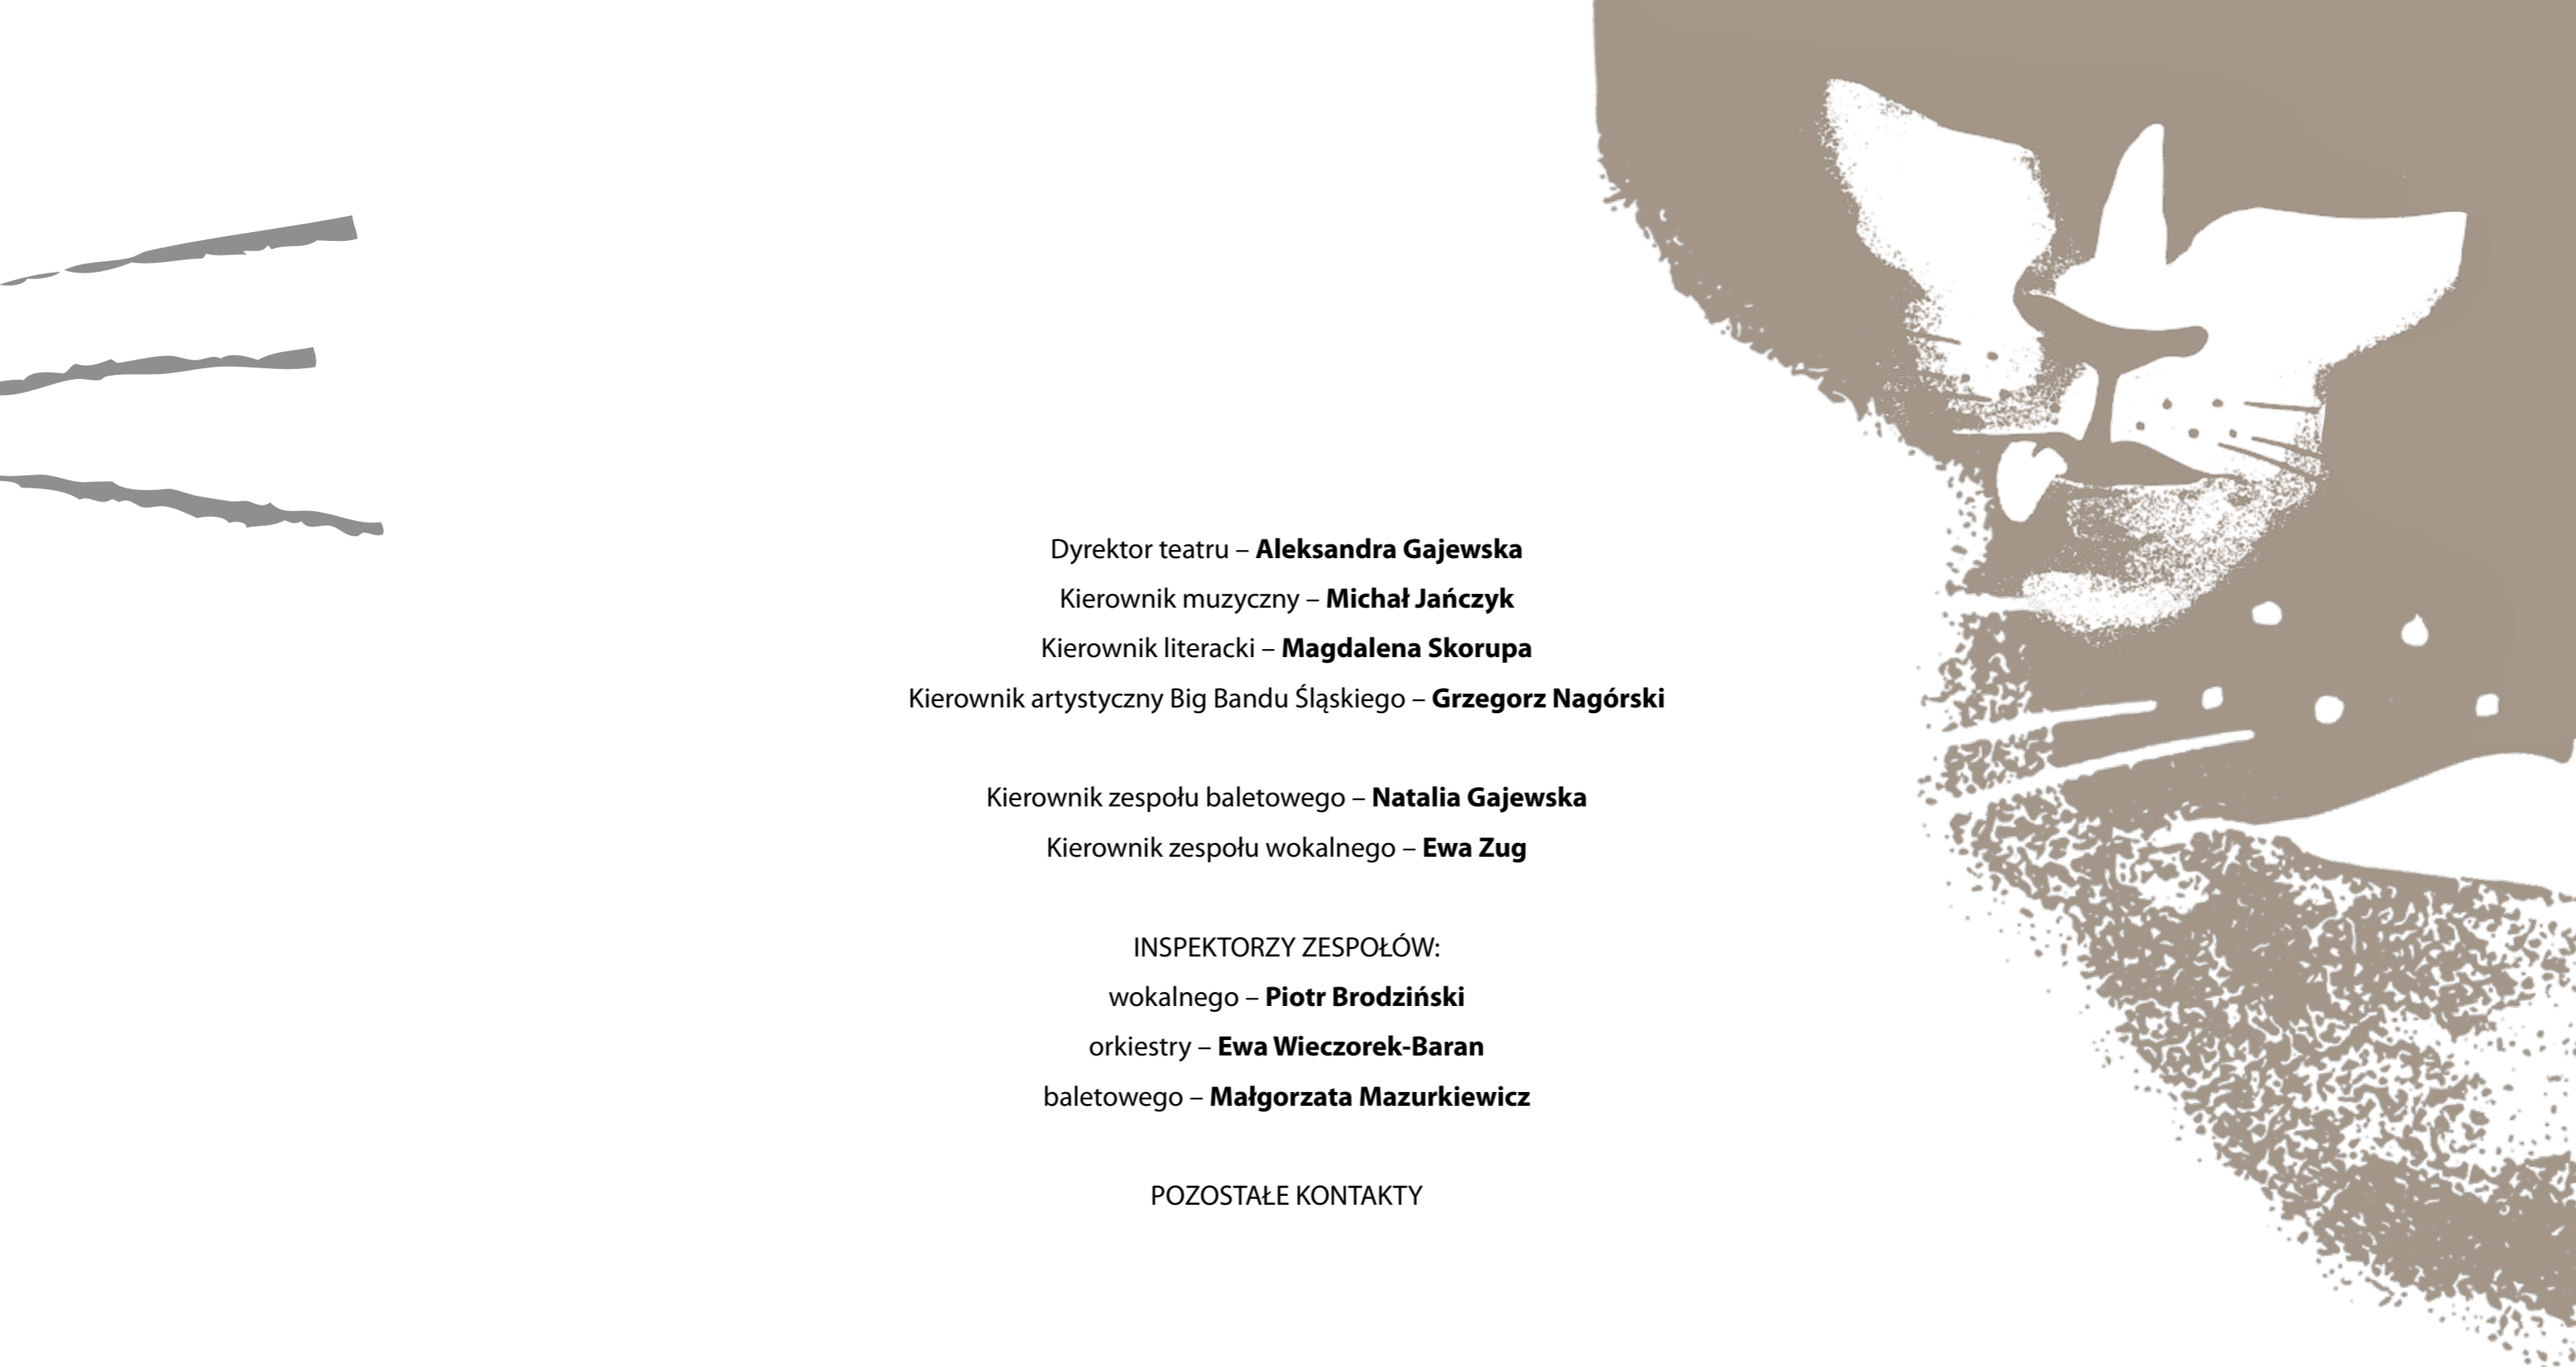 Dyrektor teatru – Aleksandra Gajewska
Kierownik muzyczny – Michał Jańczyk
Kierownik literacki – Magdalena Skorupa
Kierownik artystyczny Big Bandu Śląskiego – Grzegorz Nagórski
Kierownik zespołu baletowego – Natalia Gajewska
Kierownik zespołu wokalnego – Ewa Zug
INSPEKTORZY ZESPOŁÓW:
wokalnego – Piotr Brodziński
orkiestry – Ewa Wieczorek-Baran
baletowego – Małgorzata Mazurkiewicz
POZOSTAŁE KONTAKTY